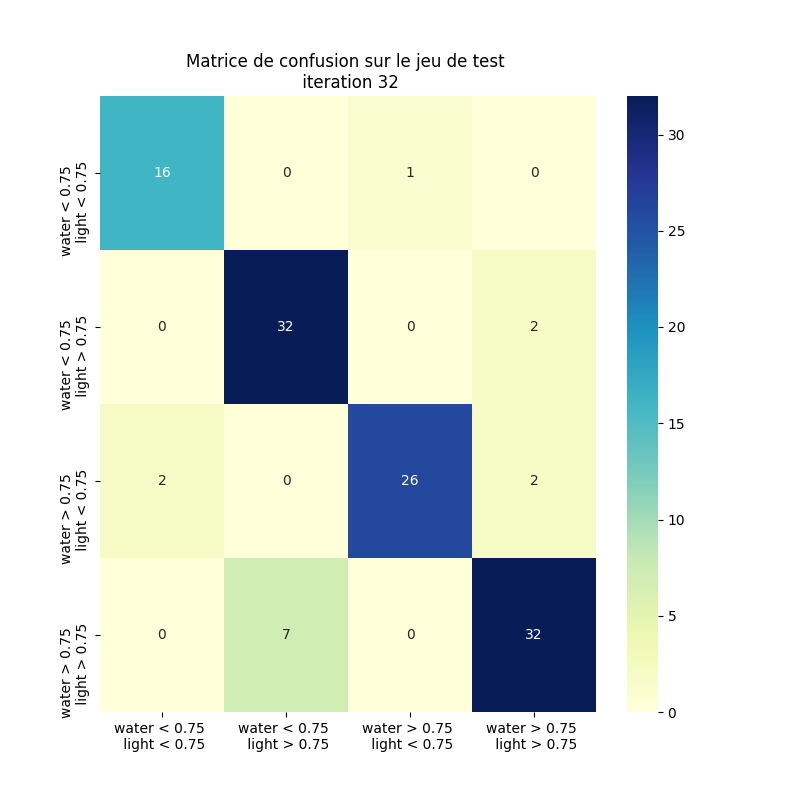 Matrice de confusion sur le jeu de test
iteration 32
water < 0.75
light < 0.75
16 0 1 0
water < 0.75
light > 0.75
0 32 0 2
water > 0.75
light < 0.75
2 0 26 2
water > 0.75
light > 0.75
0 7 0 32
water < 0.75 water < 0.75 water > 0.75 water > 0.75
light < 0.75 light > 0.75 light < 0.75 light > 0.75
30
25
20
15
10
5
0